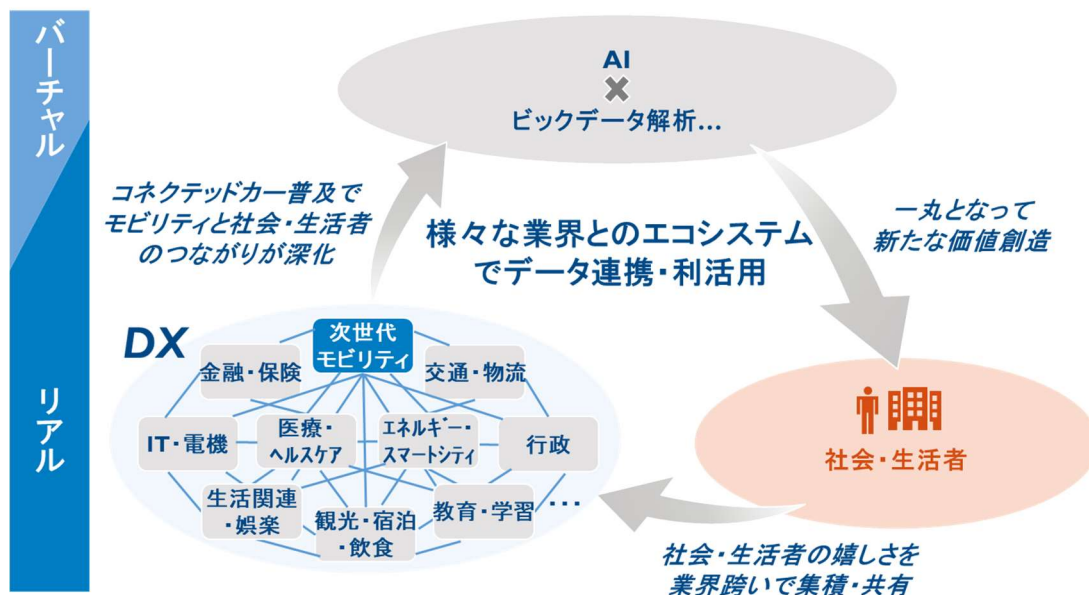 バーチャル
リアル
AI
×
ビックデータ解析...
コネクテッドカー普及で
モビリティと社会・生活者
のつながりが深化
様々な業界とのエコシステム
でデータ連携・利活用
一丸となって
新たな価値創造
DX
次世代
モビリティ
金融・保険
交通・物流
IT・電機
医療・
ヘルスケア
エネルギー・
スマートシティ
行政
生活関連
・娯楽
観光・宿泊
・飲食
教育・学習
・・・
社会・生活者
社会・生活者の嬉しさを
業界跨いで集積・共有